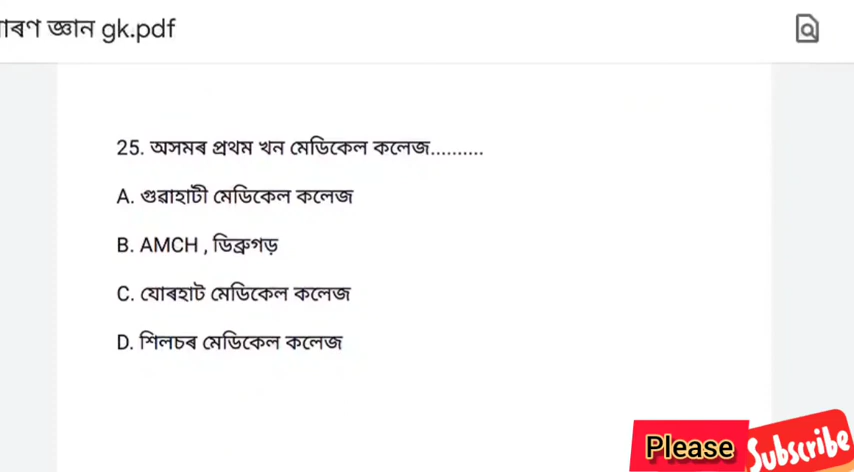 াৰণ জ্ঞান gk.pdf
25. অসমৰ প্ৰথম খন মেডিকেল কলেজ..........
A. গুৱাহাটী মেডিকেল কলেজ
B. AMCH , ডিব্ৰুগড়
C. যোৰহাট মেডিকেল কলেজ
D. শিলচৰ মেডিকেল কলেজ
Please Subscribe